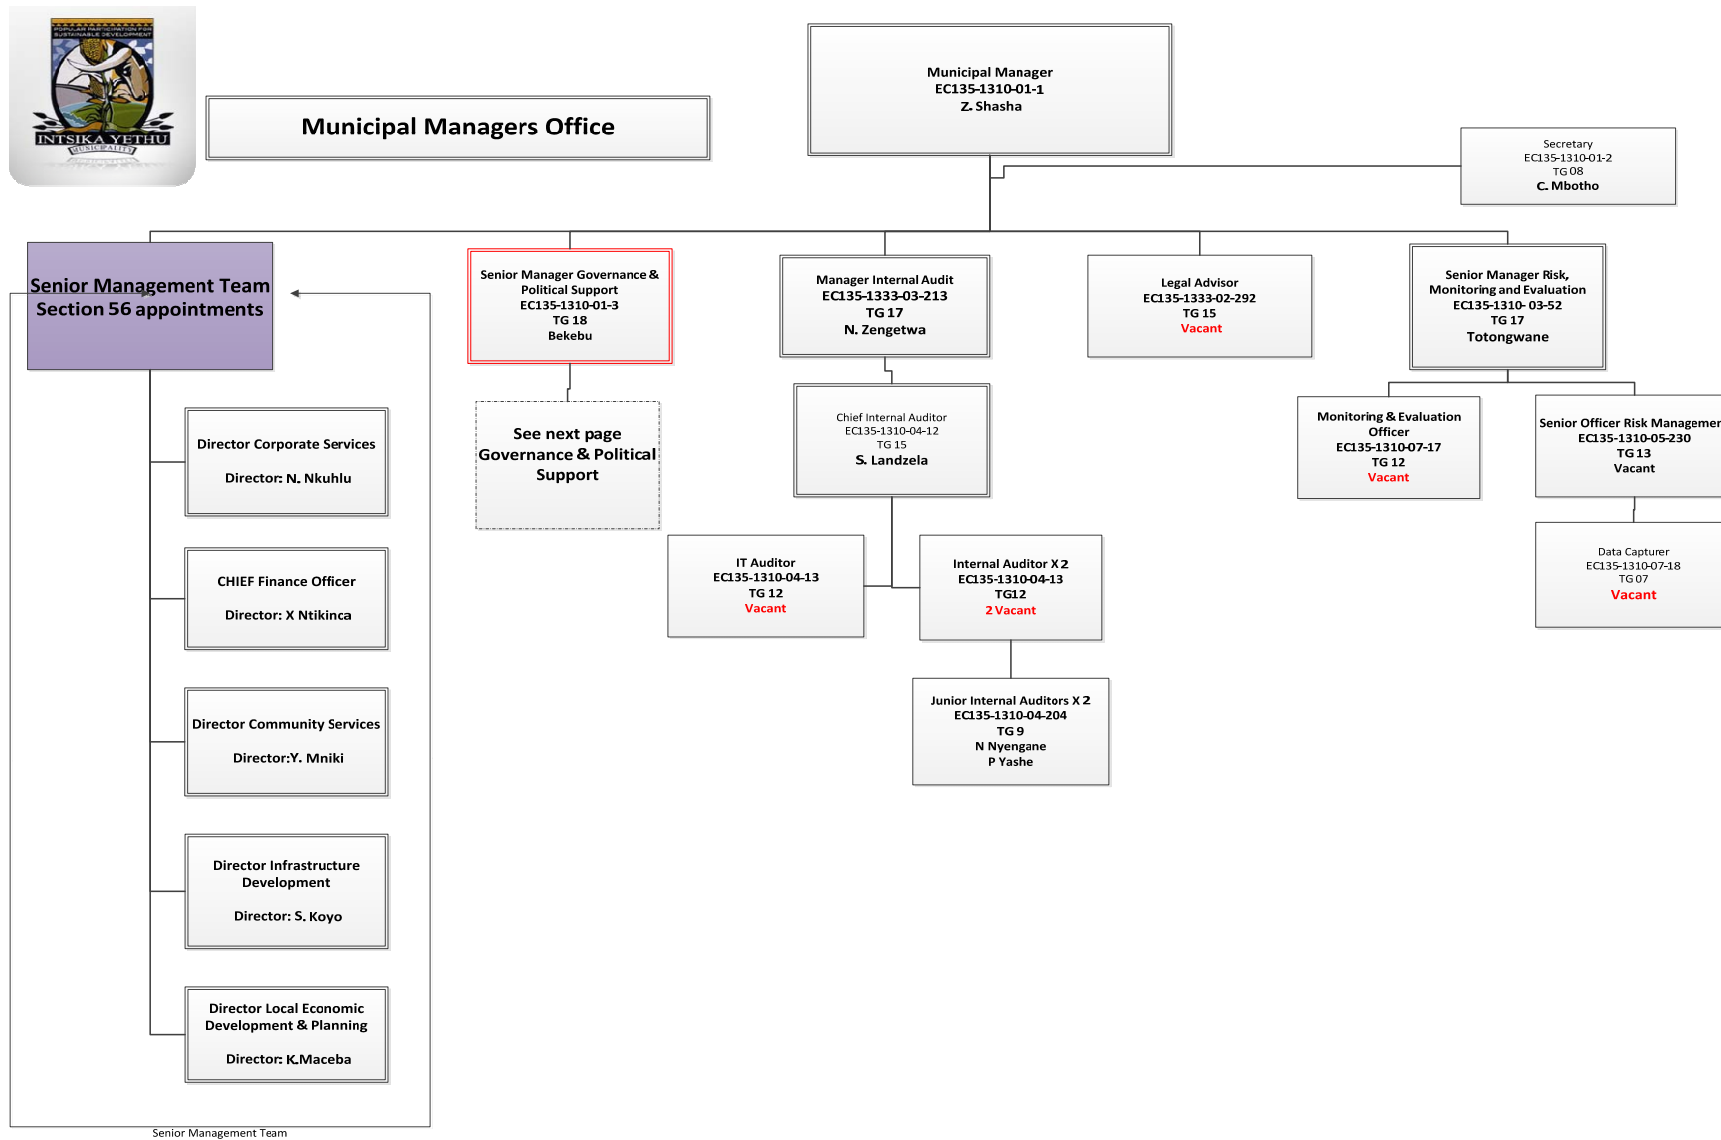 POPULAR PARTICIPATION FOR
SUSTAINABLE DEVELOPMENT
INTSIKA YETHU
MUNICIPALITY
Municipal Managers Office
Municipal Manager
EC135-1310-01-1
Z. Shasha
Secretary
EC135-1310-01-2
TG 08
C. Mbotho
Senior Management Team
Section 56 appointments
Senior Manager Governance &
Political Support
EC135-1310-01-3
TG 18
Bekebu
Manager Internal Audit
EC135-1333-03-213
TG 17
N. Zengetwa
Legal Advisor
EC135-1333-02-292
TG 15
Vacant
Senior Manager Risk,
Monitoring and Evaluation
EC135-1310- 03-52
TG 17
Totongwane
See next page
Governance & Political
Support
Chief Internal Auditor
EC135-1310-04-12
TG 15
S. Landzela
Monitoring & Evaluation
Officer
EC135-1310-07-17
TG 12
Vacant
Senior Officer Risk Managemen
EC135-1310-05-230
TG 13
Vacant
IT Auditor
EC135-1310-04-13
TG 12
Vacant
Internal Auditor X 2
EC135-1310-04-13
TG12
2 Vacant
Data Capturer
EC135-1310-07-18
TG 07
Vacant
Junior Internal Auditors X 2
EC135-1310-04-204
TG 9
N Nyengane
P Yashe
Director Corporate Services
Director: N. Nkuhlu
CHIEF Finance Officer
Director: X Ntikinca
Director Community Services
Director:Y. Mniki
Director Infrastructure
Development
Director: S. Koyo
Director Local Economic
Development & Planning
Director: K.Maceba
Senior Management Team